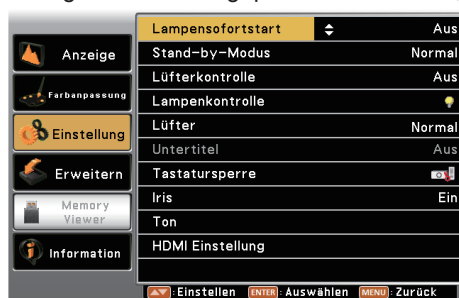 Anzeige
Farbanpassung
Einstellung
Erweitern
Memory
Viewer
Information
Lampensofortstart Aus
Stand-by-Modus Normal
Lüfterkontrolle Aus
Lampenkontrolle
Lüfter Normal
Untertitel Aus
Tastatursperre
Iris Ein
Ton
HDMI Einstellung
:Einstellen ENTER:Auswählen MENU:Zurück